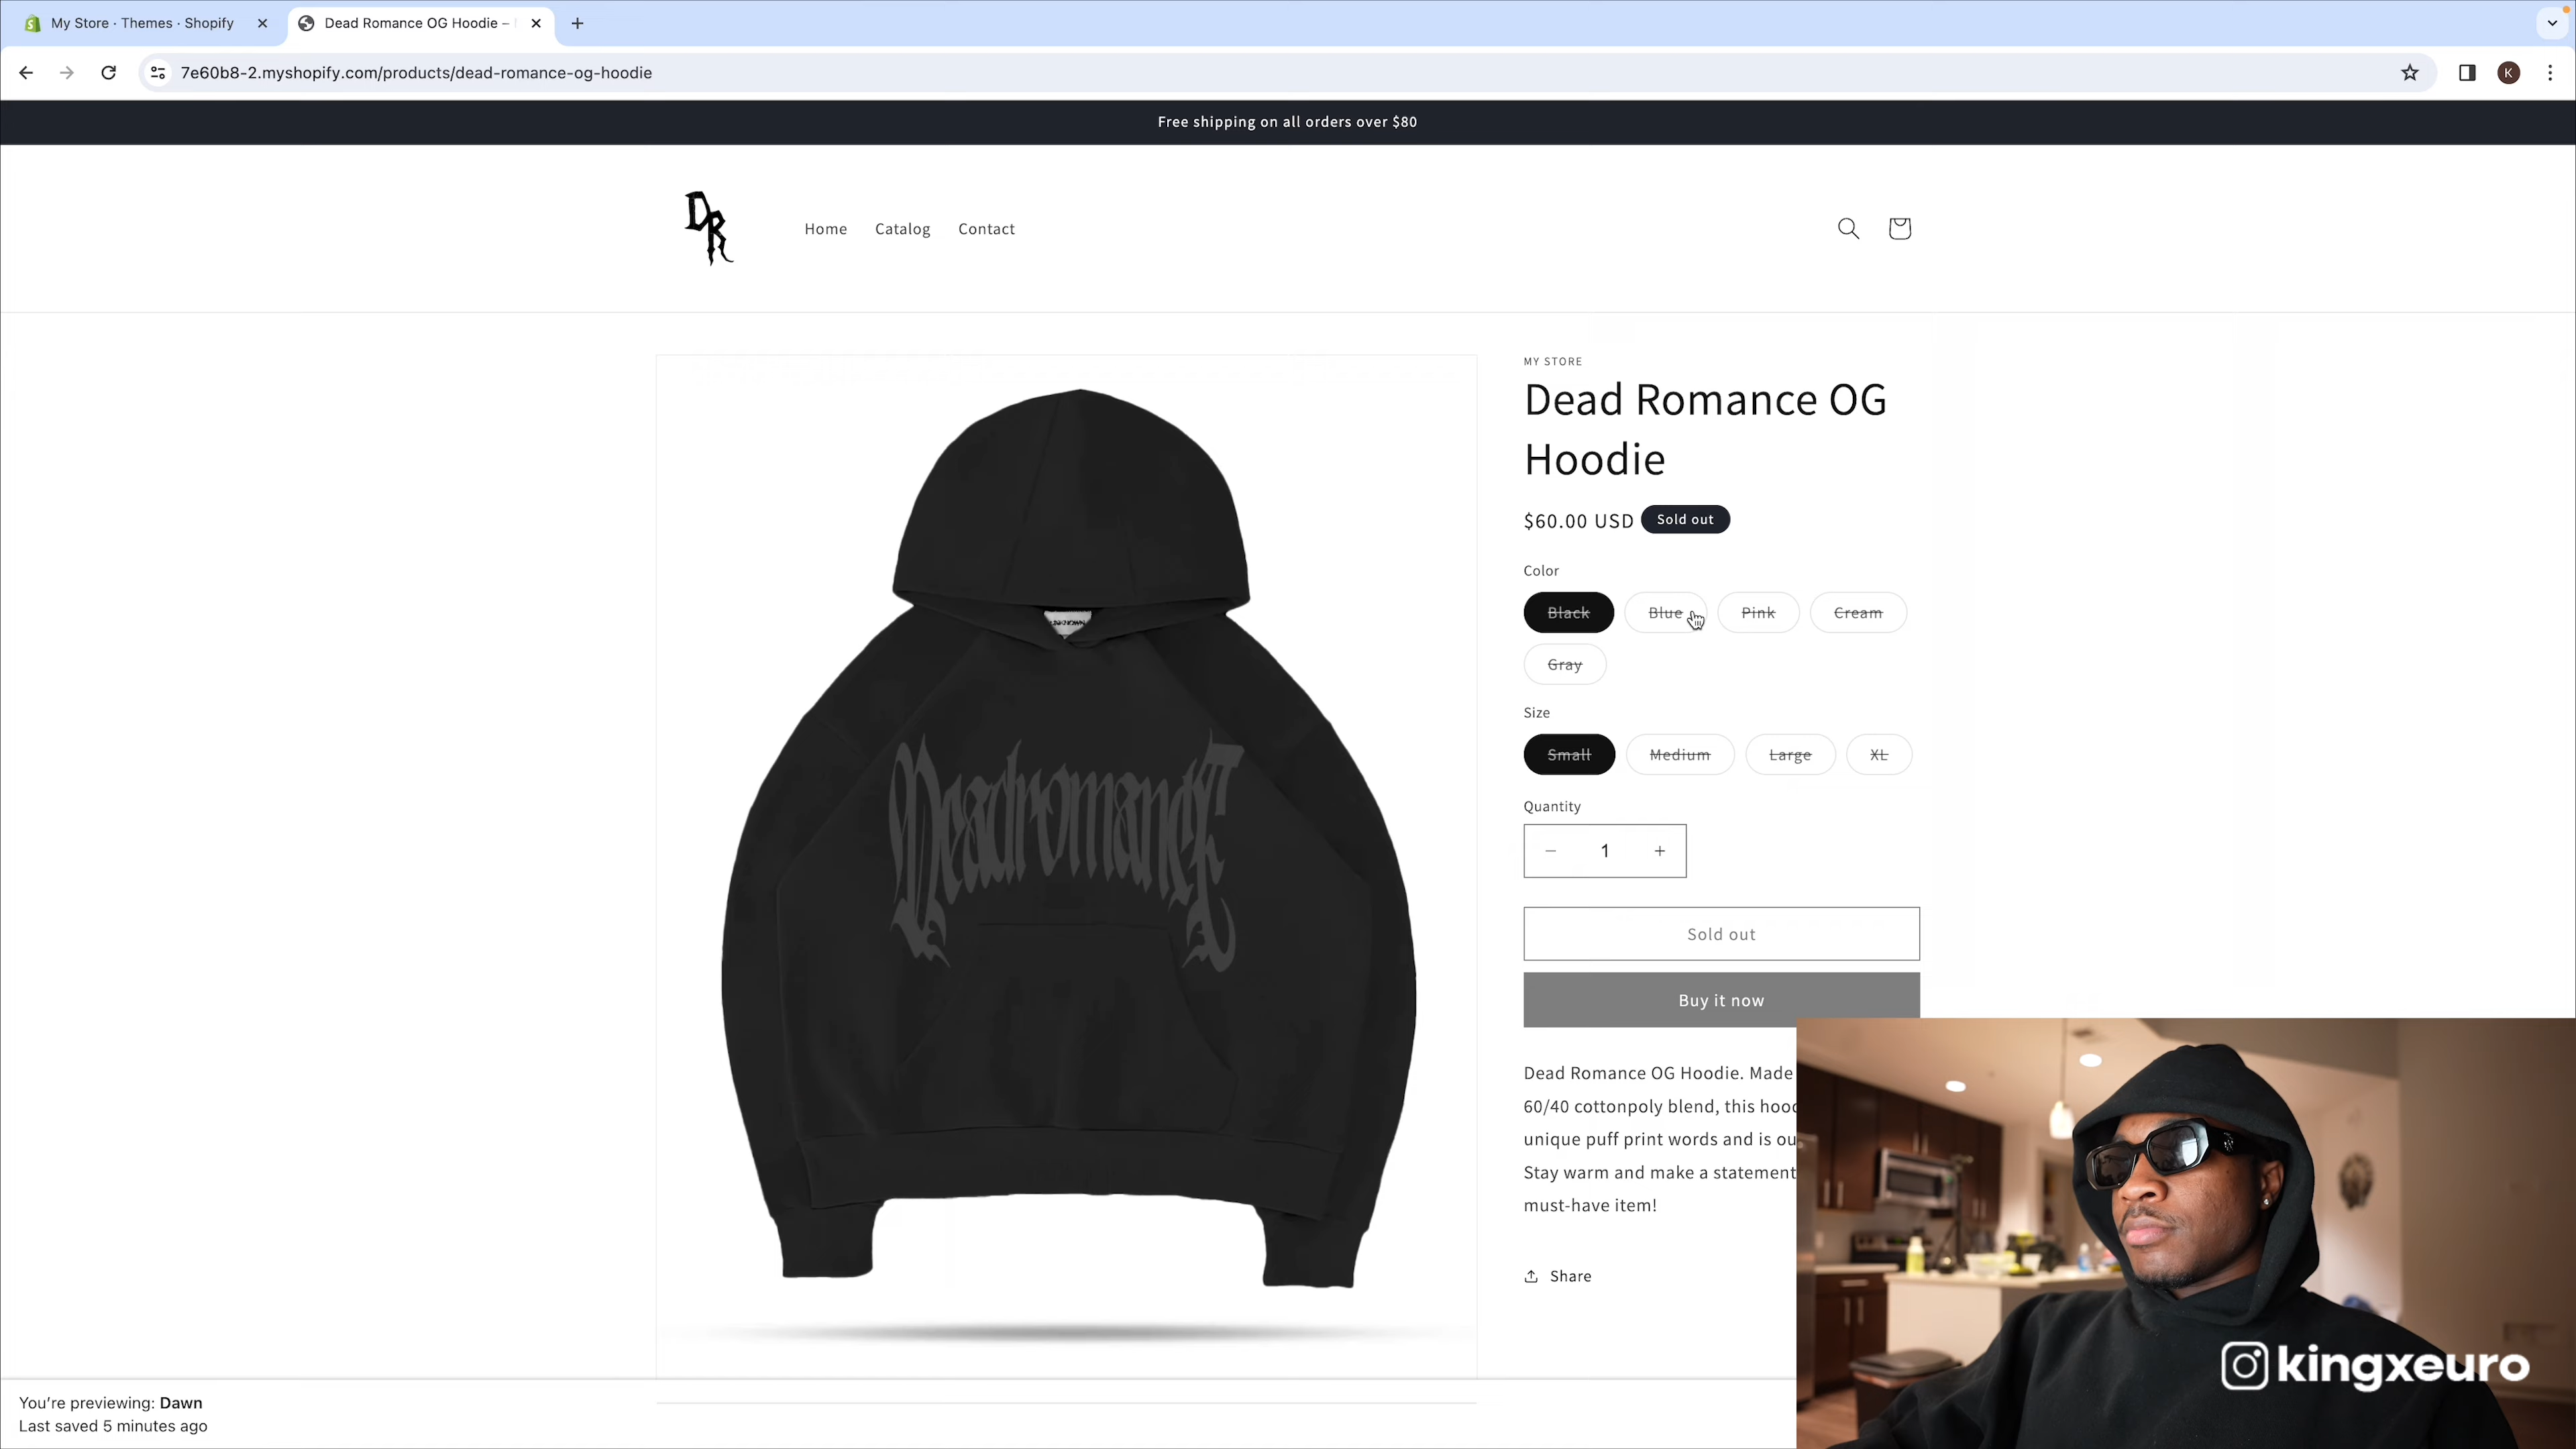 My Store · Themes · Shopify
Dead Romance OG Hoodie –
7e60b8-2.myshopify.com/products/dead-romance-og-hoodie
K
Free shipping on all orders over $80
DR
Home
Catalog
Contact
MY STORE
Dead Romance OG
Hoodie
$60.00 USD
Sold out
Color
Black
Blue
Pink
Cream
Gray
Size
Small
Medium
Large
XL
Quantity
1
Sold out
Buy it now
Deadromance
Dead Romance OG Hoodie. Made
60/40 cottonpoly blend, this
unique puff print words and is
Stay warm and make a statement
must-have item!
Share
You're previewing: Dawn
Last saved 5 minutes ago
kingxeuro